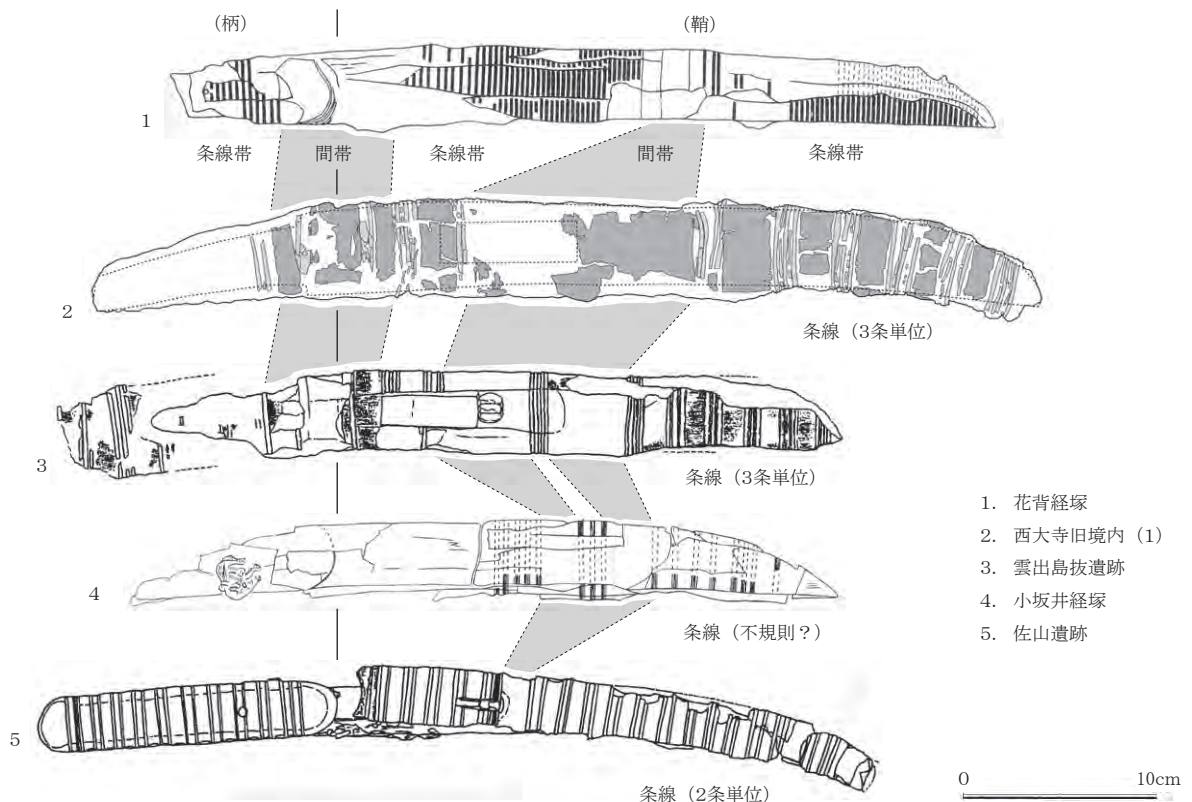 （柄）
（鞘）
1
条線帯
間帯
条線帯
間帯
条線帯
2
条線（3条単位）
3
条線（3条単位）
4
条線（不規則？）
5
条線（2条単位）
1. 花背経塚
2. 西大寺旧境内（1）
3. 雲出島抜遺跡
4. 小坂井経塚
5. 佐山遺跡
0
10cm